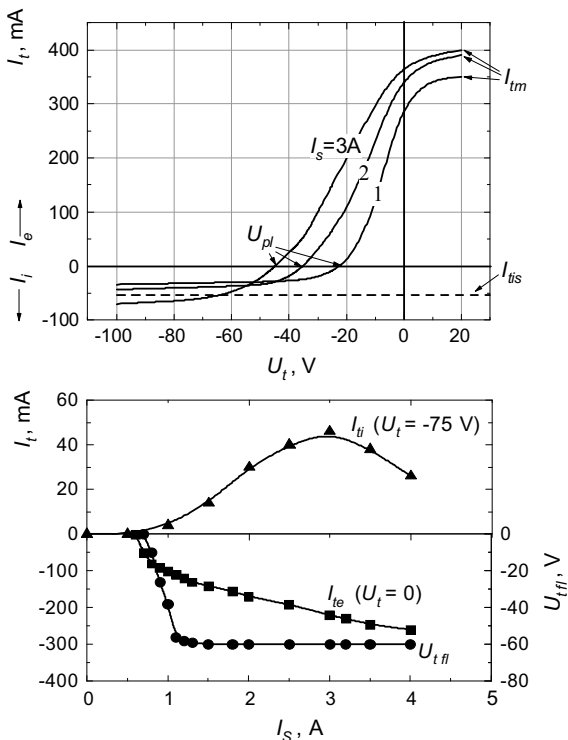 I_t, mA
400
300
200
100
0
-100
I_e
I_i
I_s=3A
2
1
U_pl
I_tm
I_tis
-100 -80 -60 -40 -20 0 20
U_t, V
I_t, mA
60
40
20
0
-100
-200
-300
-400
I_ti (U_t = -75 V)
I_te (U_t = 0)
U_t fl
0
-20
-40
-60
-80
U_t fl, V
0 1 2 3 4 5
I_S, A